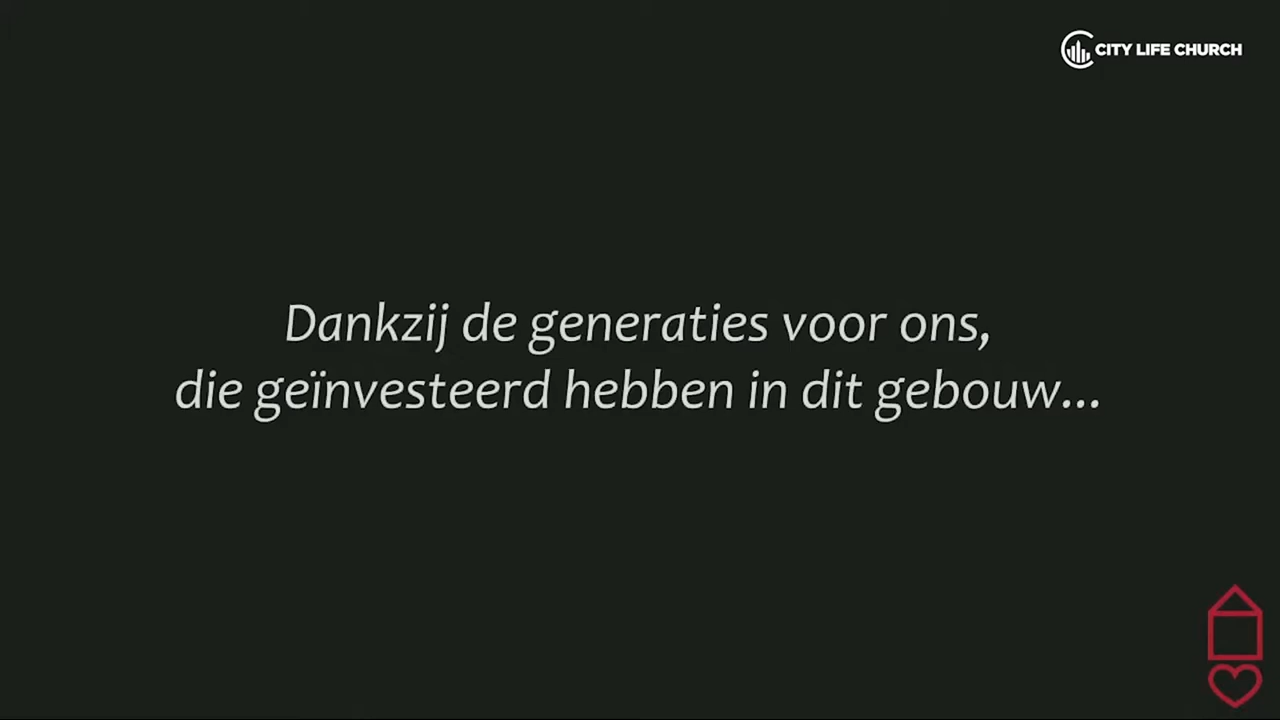 CITY LIFE CHURCH
Dankzij de generaties voor ons,
die geïnvesteerd hebben in dit gebouw...